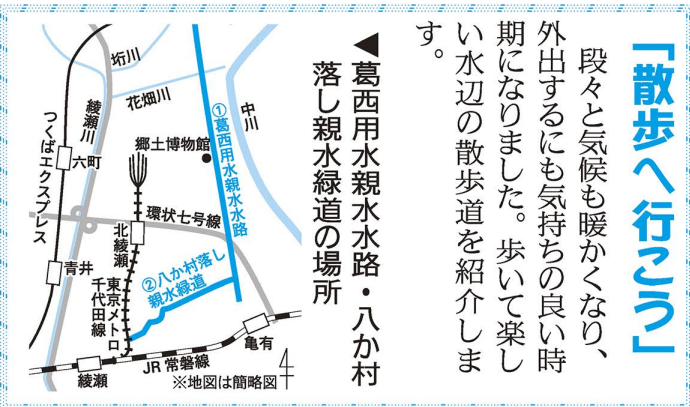 「散歩へ行こう」
段々と気候も暖かくなり、
外出するにも気持ちの良い時
期になりました。歩いて楽し
い水辺の散歩道を紹介しま
す。
◀葛西用水親水水路・八か村
落し親水緑道の場所
中川
①葛西用水親水水路
垳川
花畑川
綾瀬川
郷土博物館
つくばエクスプレス
六町
環状七号線
北綾瀬
青井
②八か村落し
親水緑道
東京メトロ
千代田線
亀有
JR 常磐線
綾瀬
※地図は簡略図